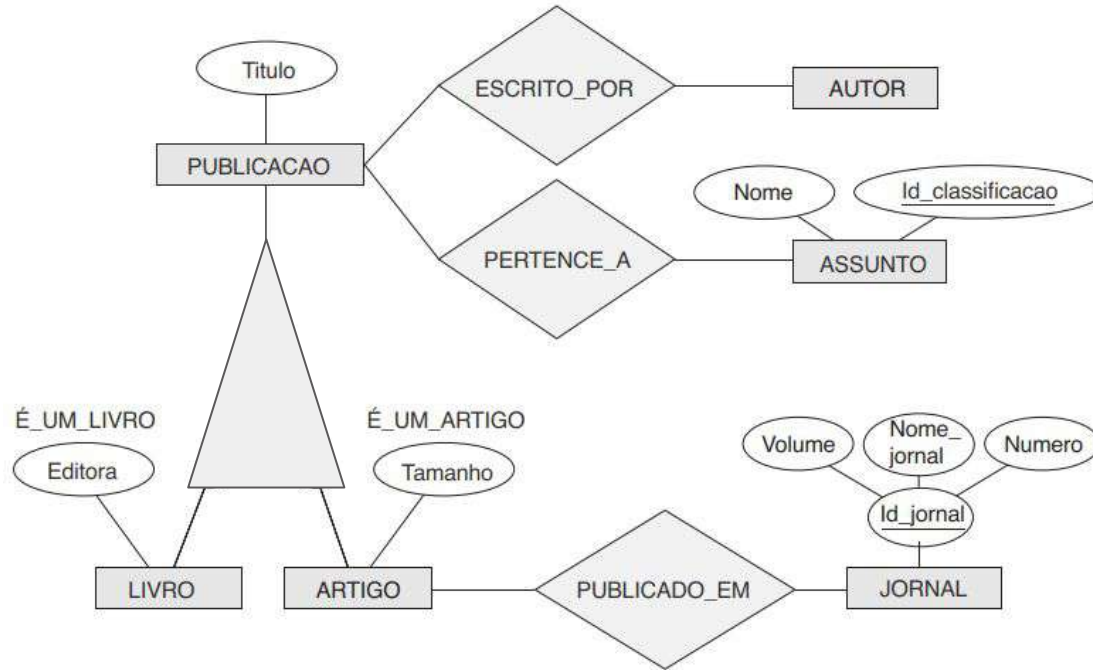 Titulo
ESCRITO_POR
AUTOR
PUBLICACAO
Nome
Id_classificacao
PERTENCE_A
ASSUNTO
É_UM_LIVRO
É_UM_ARTIGO
Editora
Tamanho
Volume
Nome_
jornal
Numero
Id_jornal
LIVRO
ARTIGO
PUBLICADO_EM
JORNAL